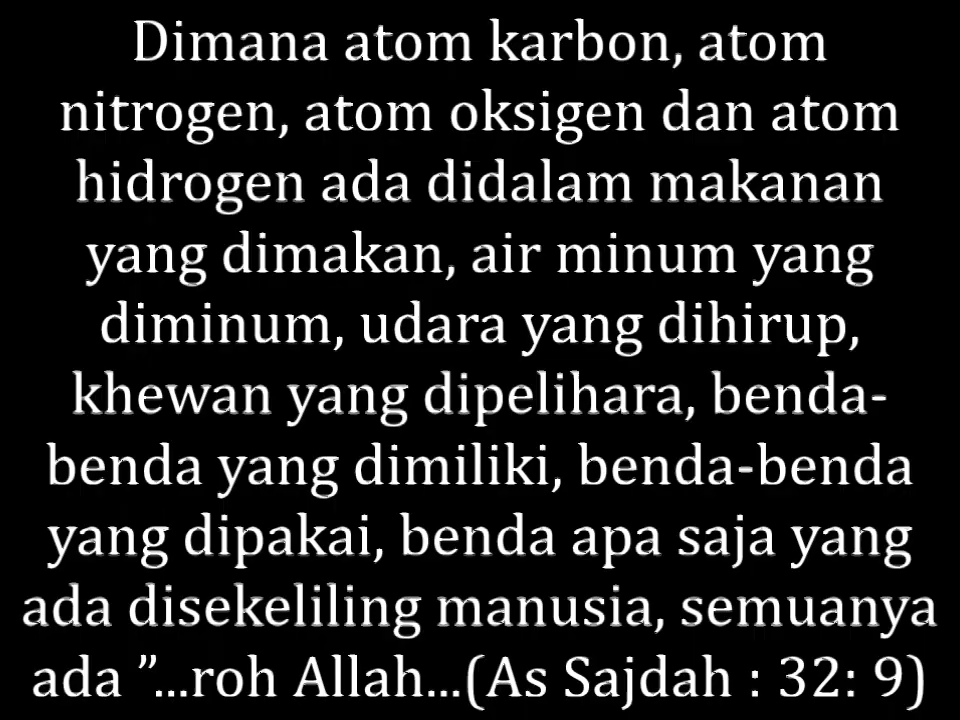 Dimana atom karbon, atom
nitrogen, atom oksigen dan atom
hidrogen ada didalam makanan
yang dimakan, air minum yang
diminum, udara yang dihirup,
khewan yang dipelihara, benda-
benda yang dimiliki, benda-benda
yang dipakai, benda apa saja yang
ada disekeliling manusia, semuanya
ada ”...roh Allah...(As Sajdah : 32: 9)